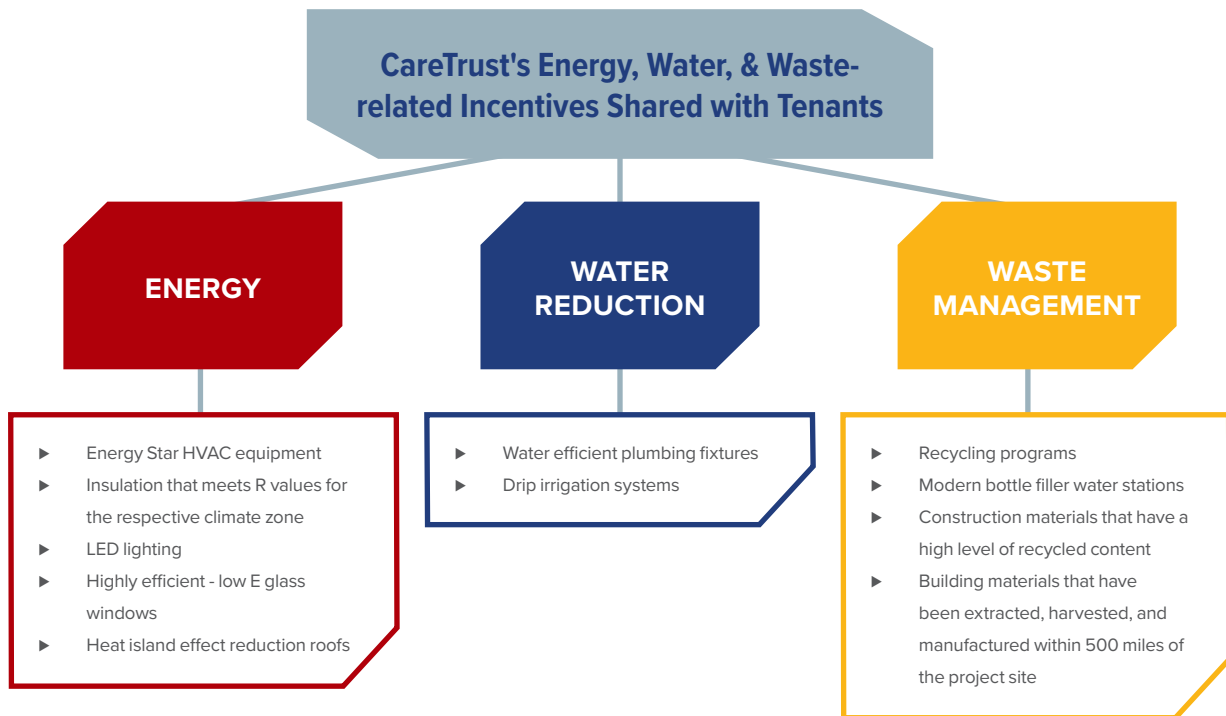 CareTrust's Energy, Water, & Waste-
related Incentives Shared with Tenants
ENERGY
Energy Star HVAC equipment
Insulation that meets R values for
the respective climate zone
LED lighting
Highly efficient - low E glass
windows
Heat island effect reduction roofs
WATER
REDUCTION
Water efficient plumbing fixtures
Drip irrigation systems
WASTE
MANAGEMENT
Recycling programs
Modern bottle filler water stations
Construction materials that have a
high level of recycled content
Building materials that have
been extracted, harvested, and
manufactured within 500 miles of
the project site